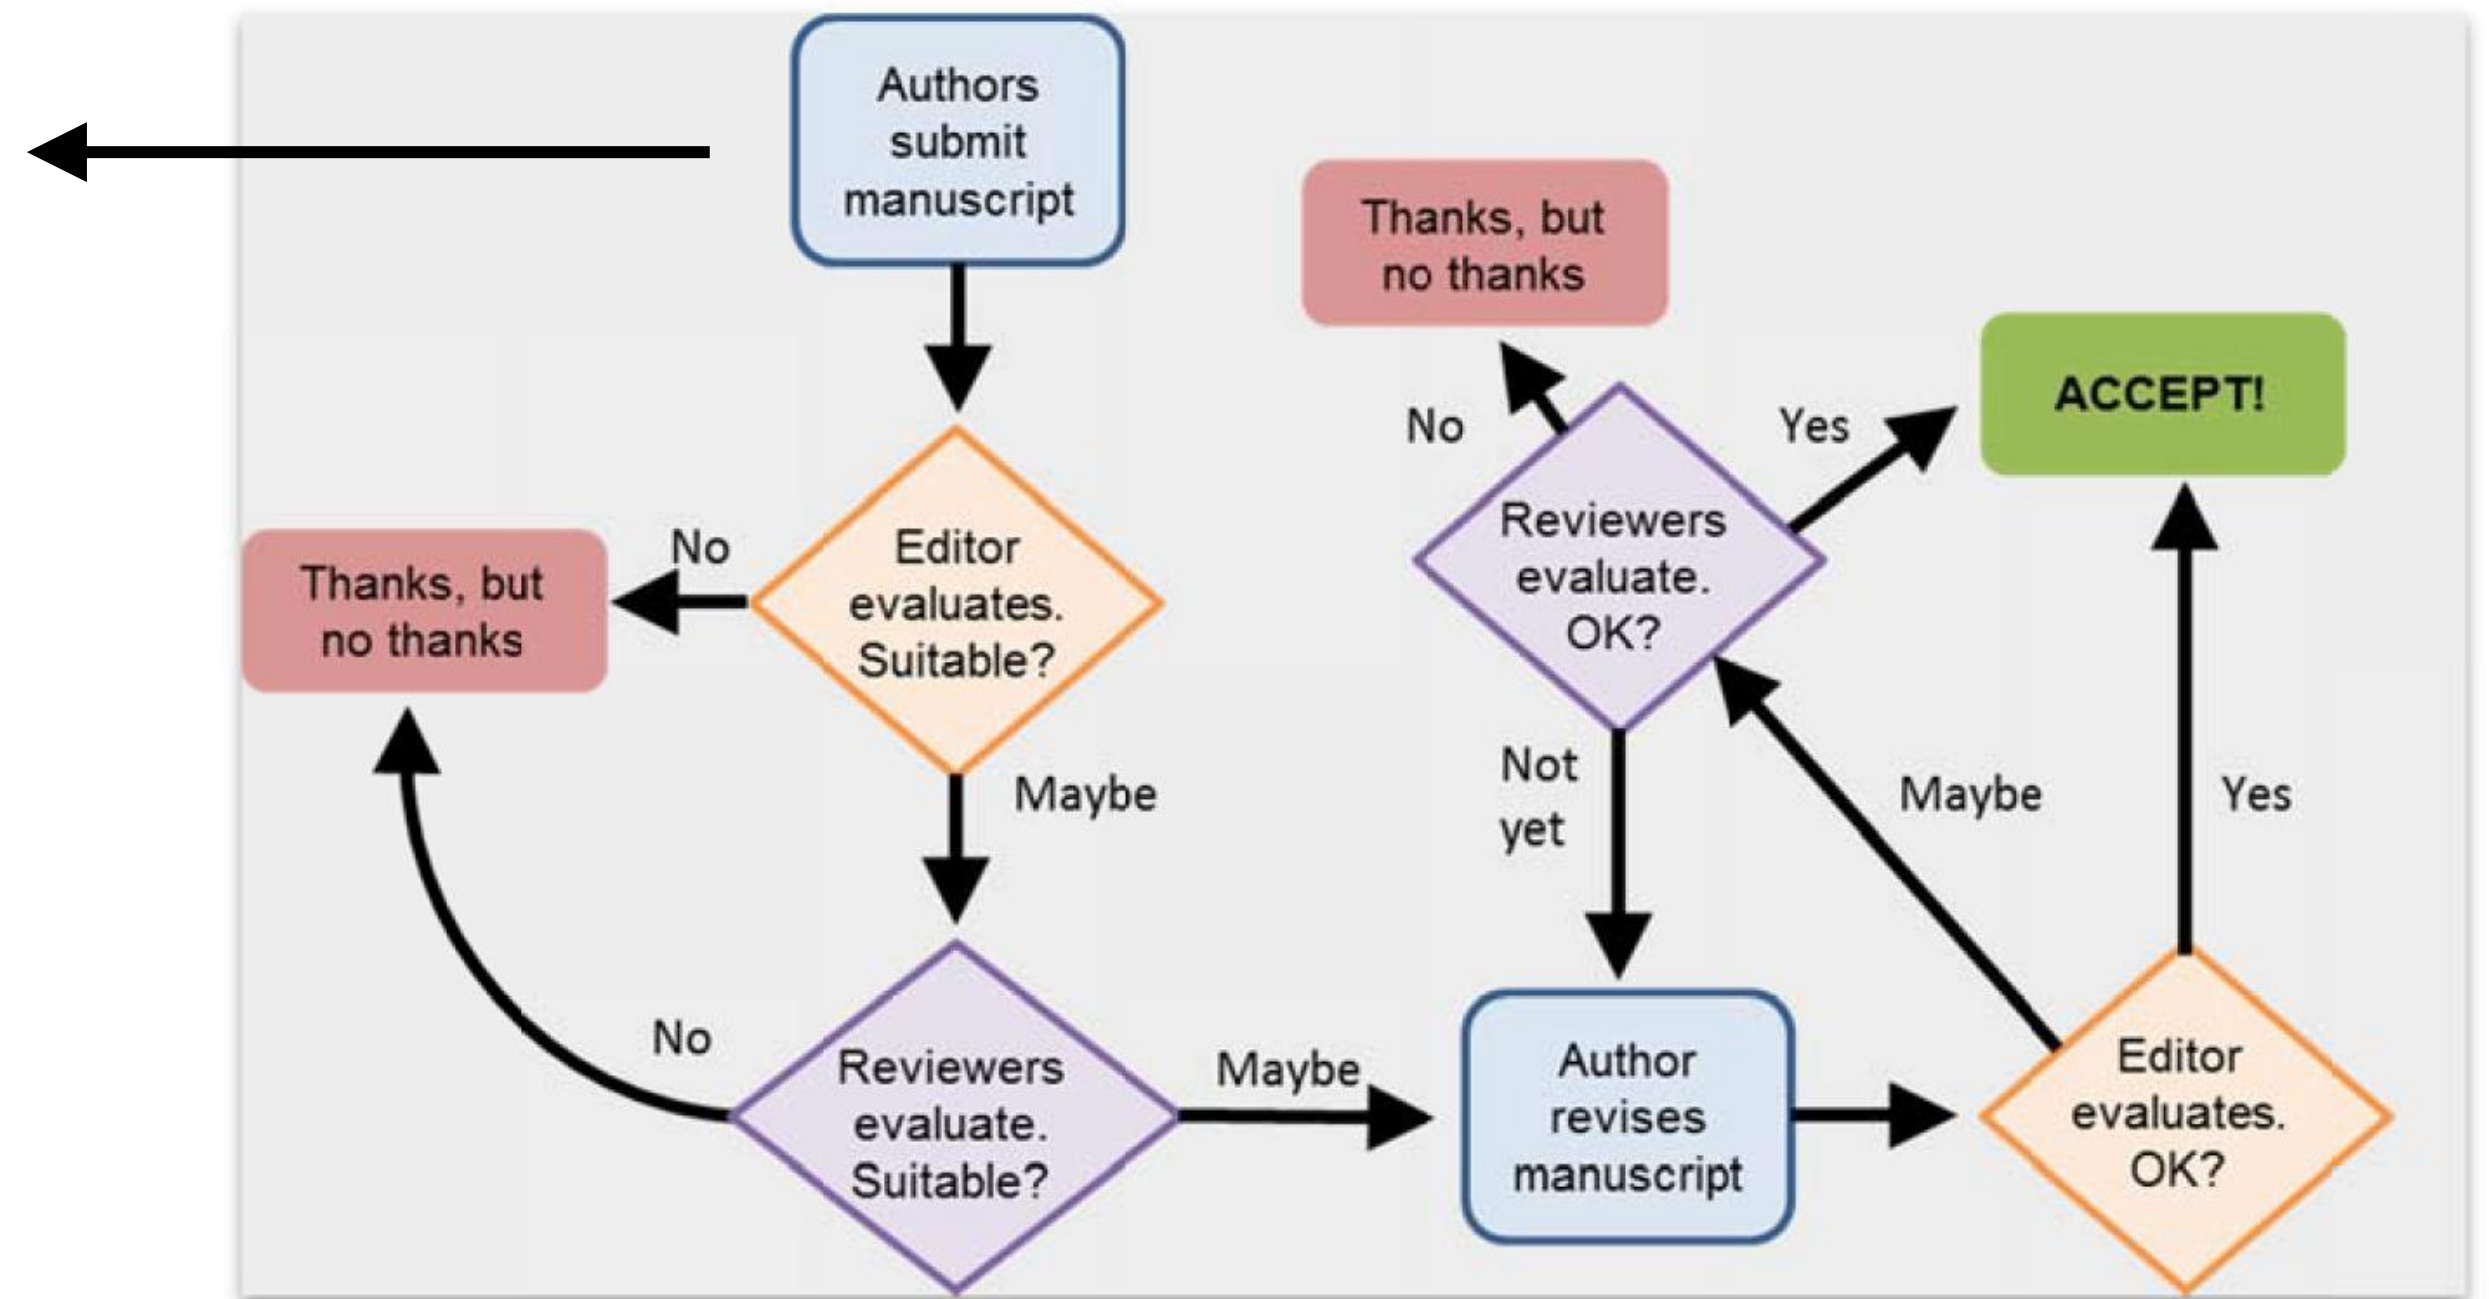 Authors
submit
manuscript
No
Editor
evaluates.
Suitable?
Thanks, but
no thanks
Maybe
No
Reviewers
evaluate.
Suitable?
Maybe
Author
revises
manuscript
Editor
evaluates.
OK?
Maybe
Yes
Not
yet
Reviewers
evaluate.
OK?
No
Yes
Thanks, but
no thanks
ACCEPT!